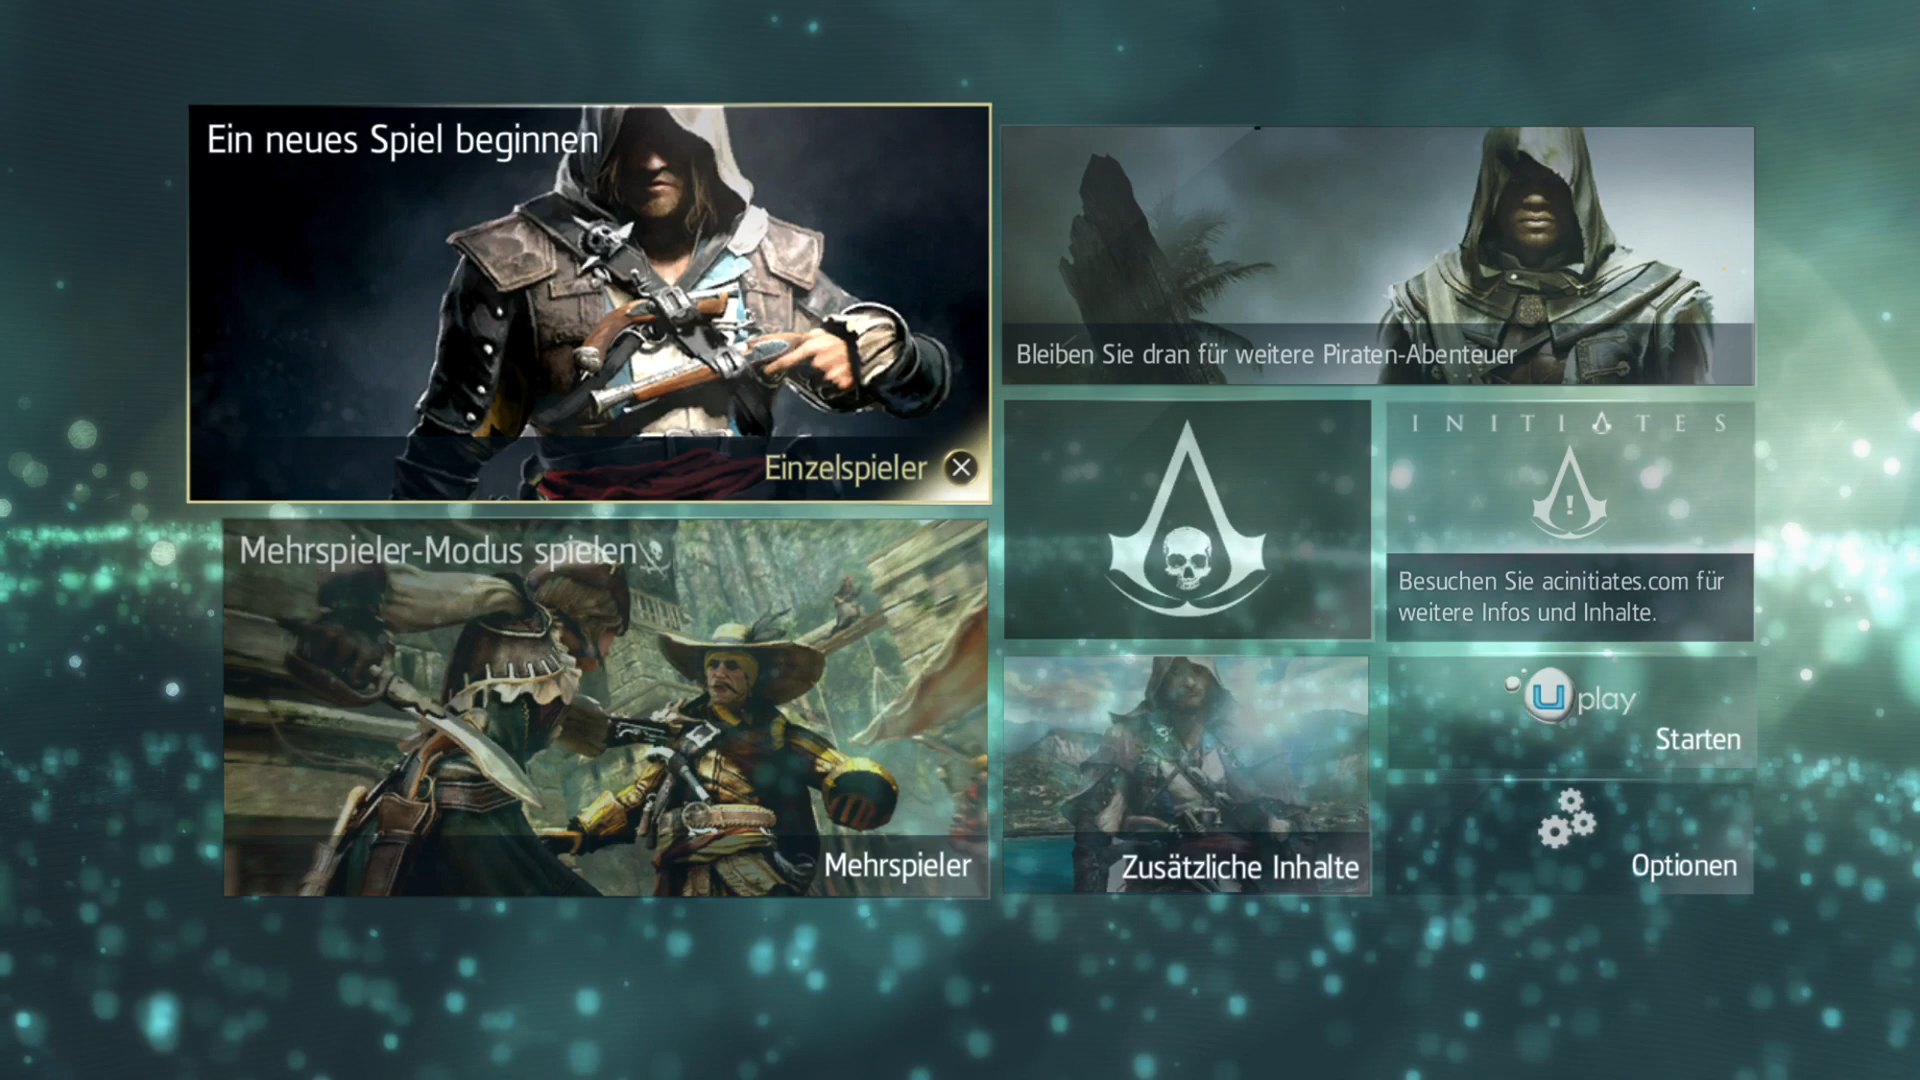 Ein neues Spiel beginnen
Einzelspieler
Mehrspieler-Modus spielen
Mehrspieler
Bleiben Sie dran für weitere Piraten-Abenteuer
INITIATES
!
Besuchen Sie acinitiates.com für
weitere Infos und Inhalte.
Zusätzliche Inhalte
U play
Starten
Optionen